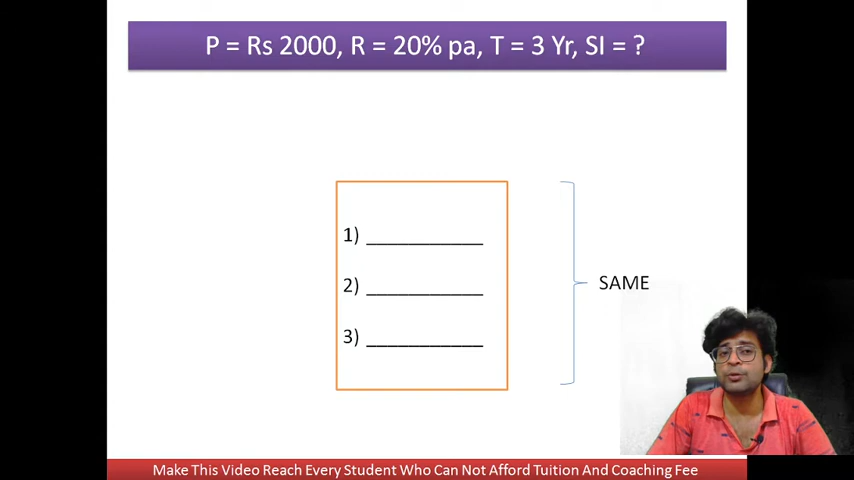 P = Rs 2000, R = 20% pa, T = 3 Yr, SI = ?
1) ___________
2) ___________
3) ___________
SAME
Make This Video Reach Every Student Who Can Not Afford Tuition And Coaching Fee